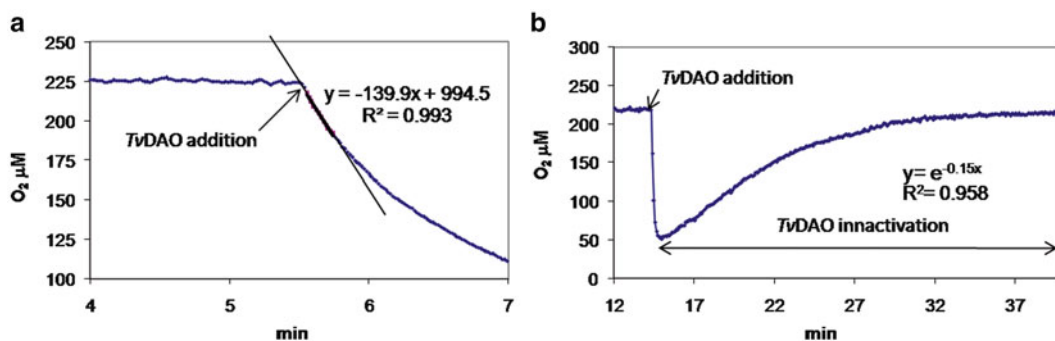 a
250
225
200
175
150
125
100
O₂ µM
TvDAO addition
y = -139.9x + 994.5
R² = 0.993
4 5 6 7
min
b
300
250
200
150
100
50
0
O₂ µM
TvDAO addition
y= e^-0.15x
R²= 0.958
TvDAO innactivation
12 17 22 27 32 37
min